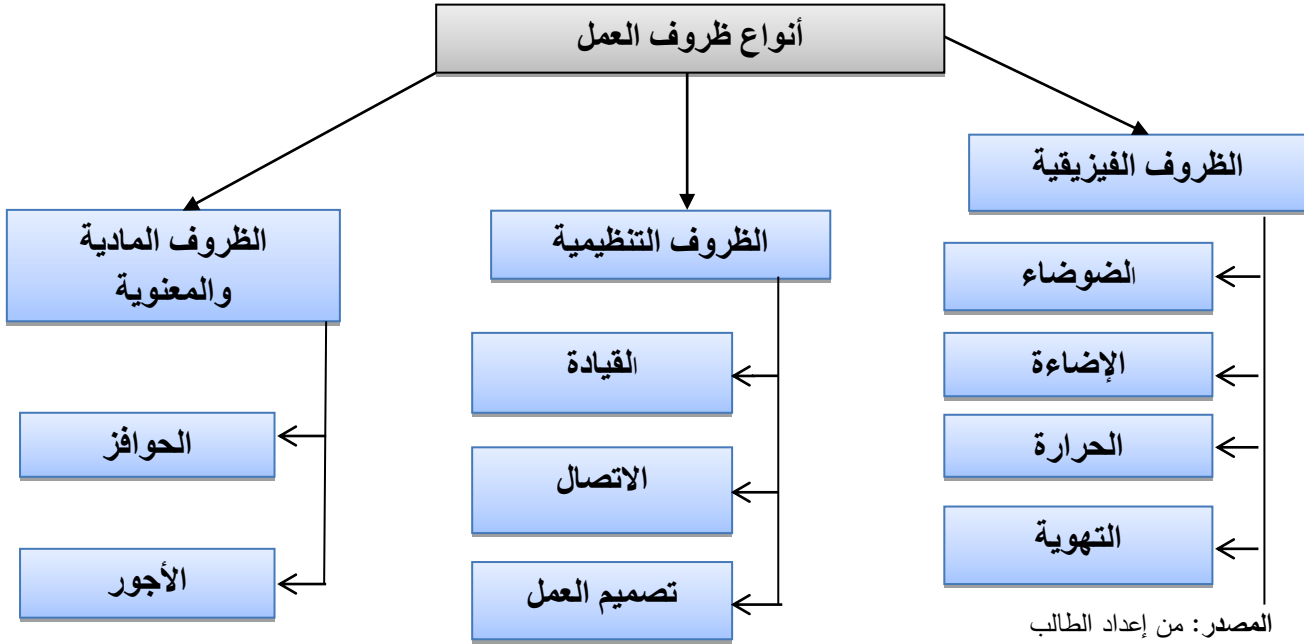 أنواع ظروف العمل
الظروف الفيزيقية
الضوضاء
الإضاءة
الحرارة
التهوية
الظروف التنظيمية
القيادة
الاتصال
تصميم العمل
الظروف المادية
والمعنوية
الحوافز
الأجور
المصدر: من إعداد الطالب